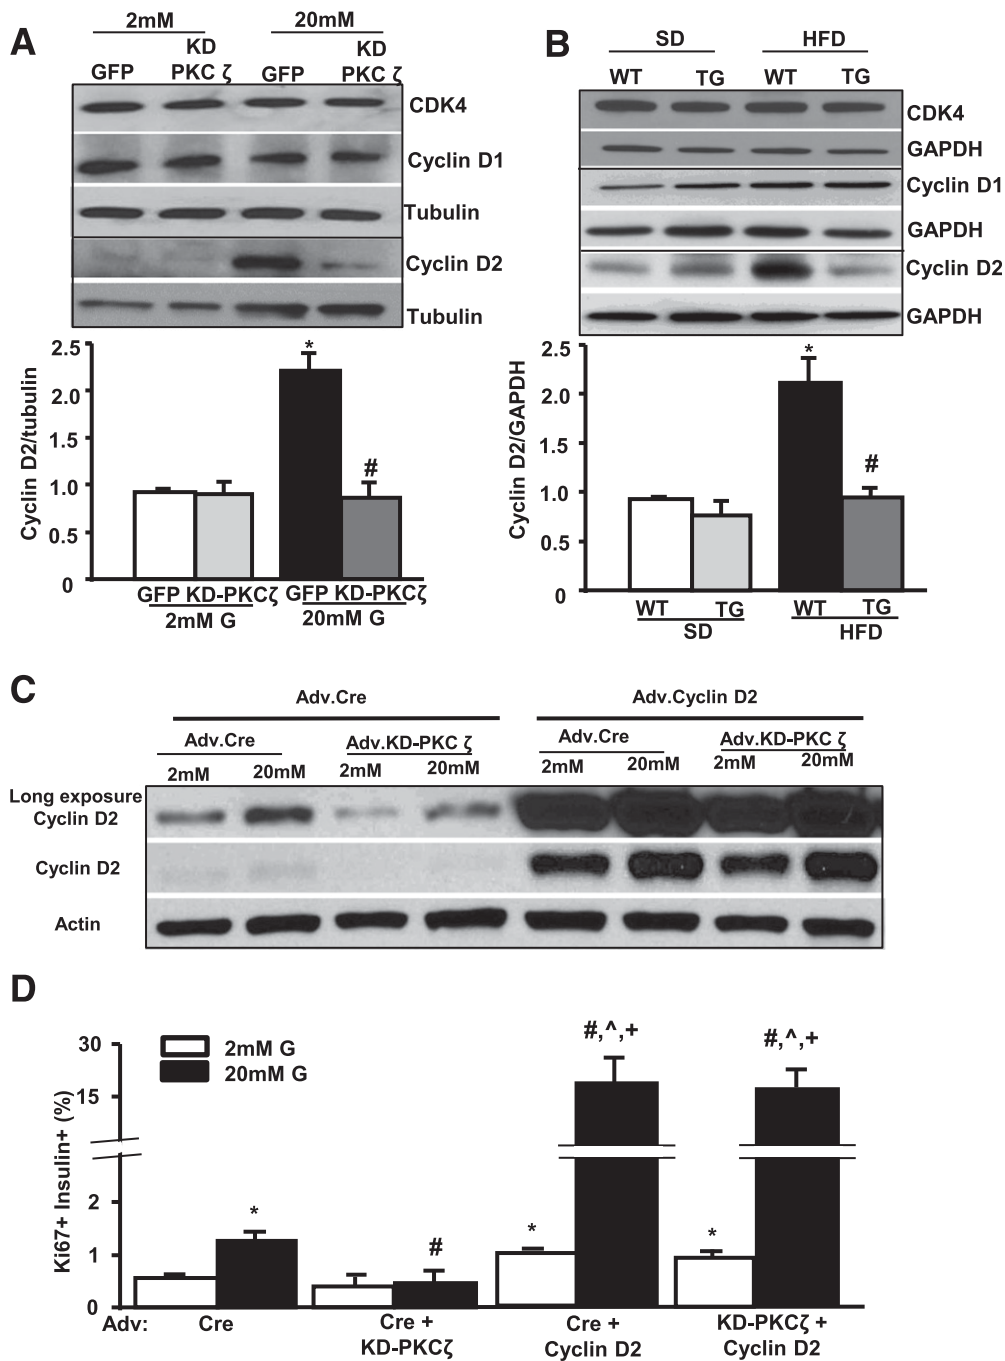 A
2mM 20mM
KD KD
GFP PKC ζ GFP PKC ζ
CDK4
Cyclin D1
Tubulin
Cyclin D2
Tubulin
Cyclin D2/tubulin
2.5
2.0
1.5
1.0
0.5
0
*
#
GFP KD-PKCζ GFP KD-PKCζ
2mM G 20mM G
B
SD HFD
WT TG WT TG
CDK4
GAPDH
Cyclin D1
GAPDH
Cyclin D2
GAPDH
Cyclin D2/GAPDH
2.5
2.0
1.5
1.0
0.5
0
*
#
WT TG WT TG
SD HFD
C
Adv.Cre Adv.Cyclin D2
Adv.Cre Adv.KD-PKC ζ Adv.Cre Adv.KD-PKC ζ
2mM 20mM 2mM 20mM 2mM 20mM 2mM 20mM
Long exposure
Cyclin D2
Cyclin D2
Actin
D
Ki67+ Insulin+ (%)
30
15
2
1
0
2mM G
20mM G
*
#
*
#,^,+
*
#,^,+
Adv: Cre Cre + Cre + KD-PKCζ +
KD-PKCζ Cyclin D2 Cyclin D2